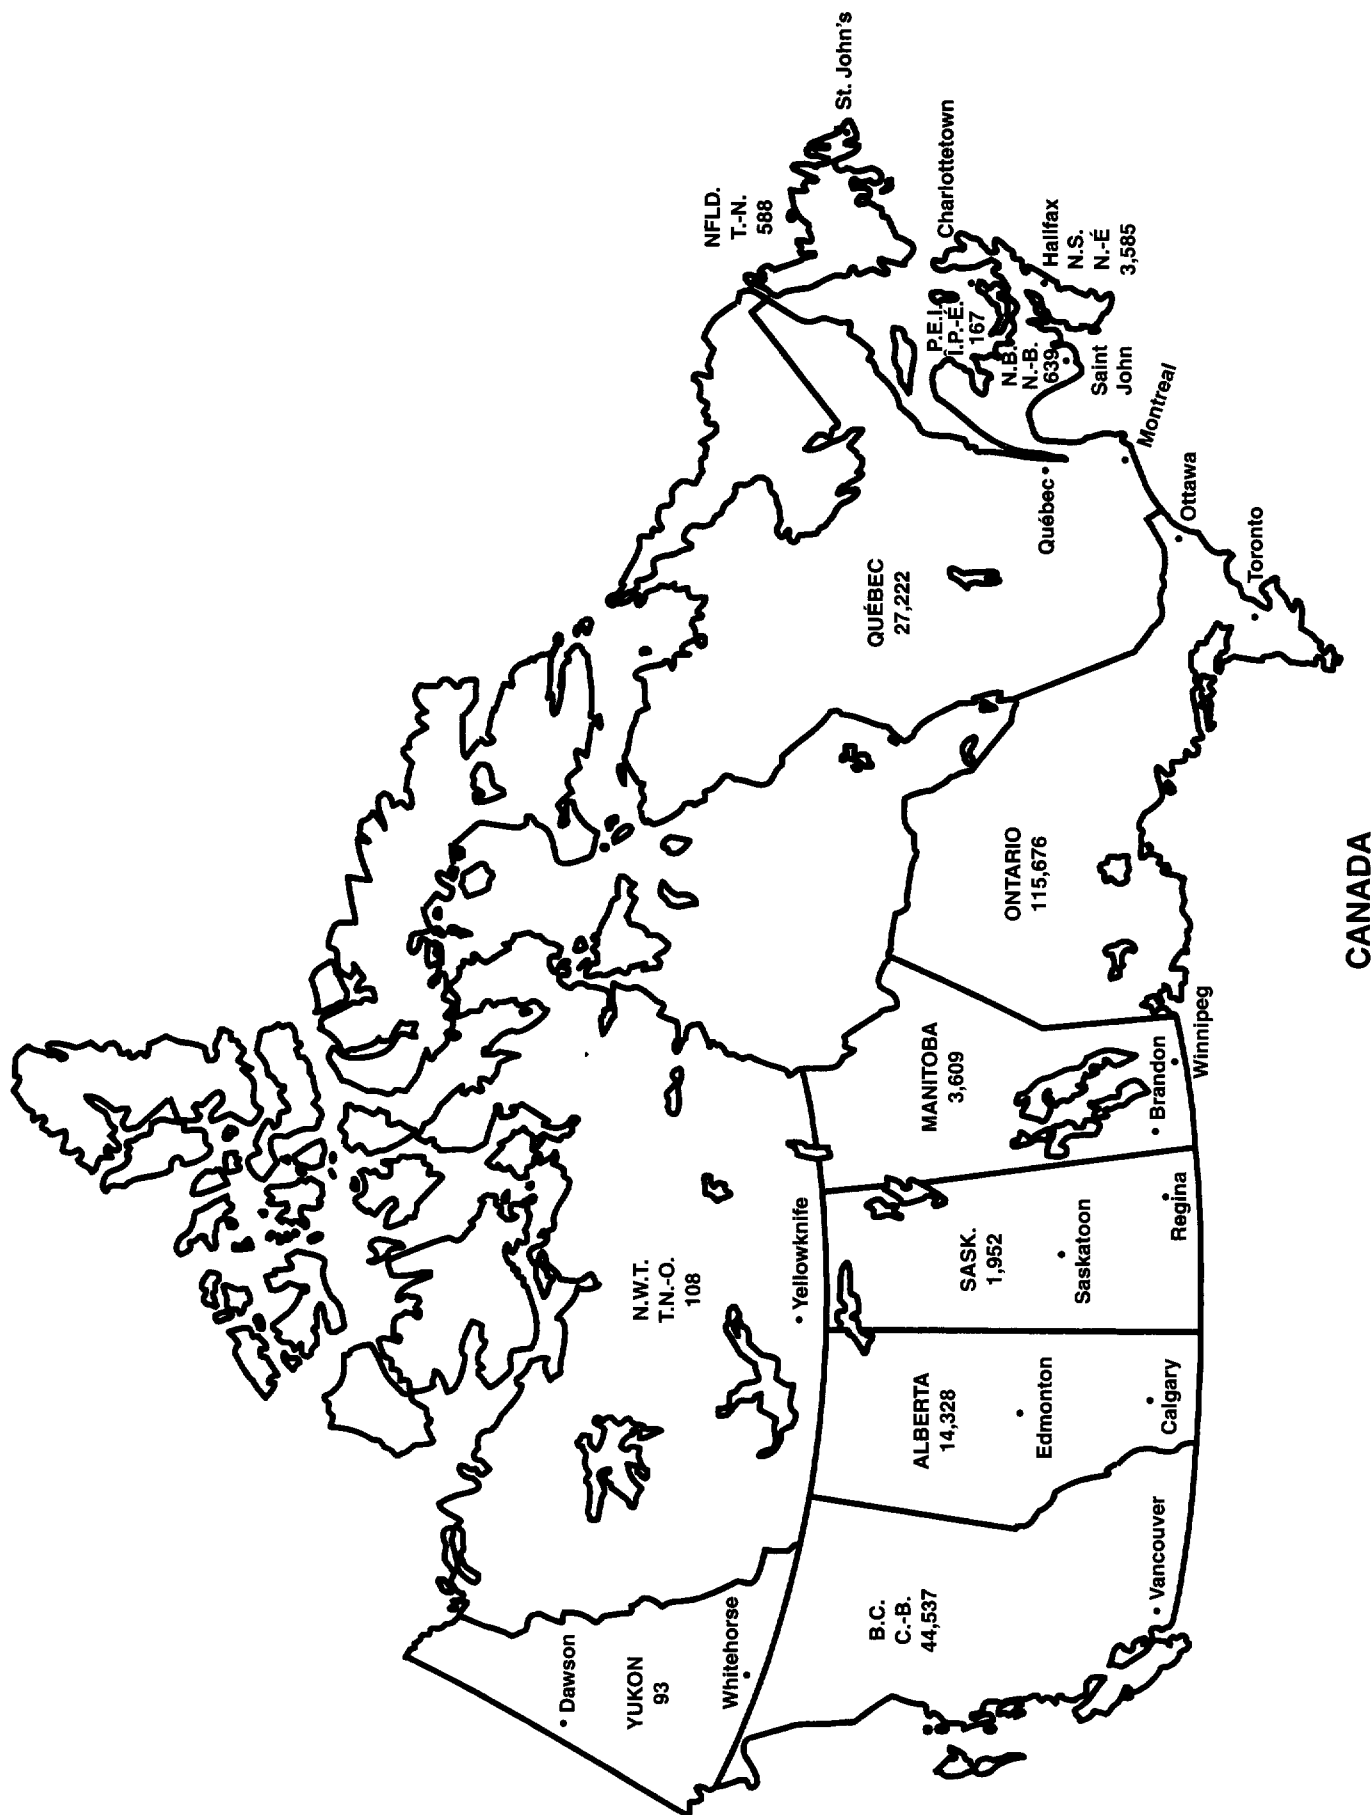 • Dawson
YUKON
93
Whitehorse
N.W.T.
T.N.-O.
108
• Yellowknife
B.C.
C.-B.
44,537
• Vancouver
ALBERTA
14,328
Edmonton
Calgary
SASK.
1,952
Saskatoon
Regina
MANITOBA
3,609
• Brandon
Winnipeg
ONTARIO
115,676
Toronto
Ottawa
QUÉBEC
27,222
Québec
Montreal
NFLD.
T.-N.
588
St. John's
P.E.I.
Î.P.-É.
167
Charlottetown
N.B.
N.-B.
639
Saint
John
Halifax
N.S.
N.-É
3,585
CANADA